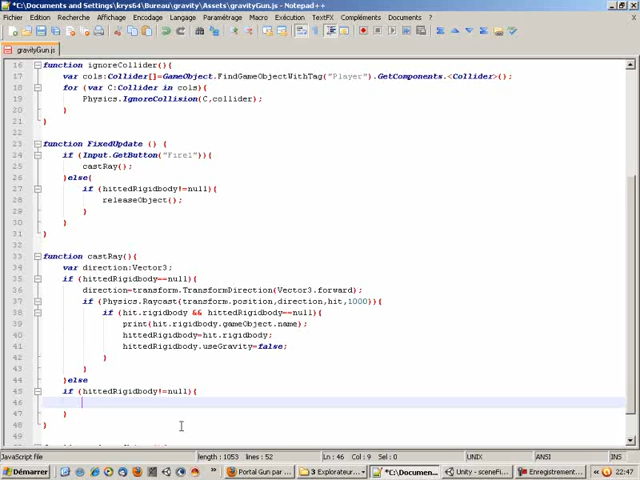 *C:\Documents and Settings\krys64\Bureau\gravity\Assets\gravityGun.js - Notepad++
Fichier Edition Recherche Affichage Encodage Langage Paramétrage Macro Exécution TextFX Compléments Documents ?
X
gravityGun.js
16 function ignoreCollider(){
17 var cols:Collider[]=GameObject.FindGameObjectWithTag("Player").GetComponents.<Collider>();
18 for (var C:Collider in cols){
19 Physics.IgnoreCollision(C,collider);
20 }
21 }
22
23 function FixedUpdate () {
24 if (Input.GetButton("Fire1")){
25 castRay();
26 }else{
27 if (hittedRigidbody!=null){
28 releaseObject();
29 }
30 }
31 }
32
33 function castRay(){
34 var direction:Vector3;
35 if (hittedRigidbody==null){
36 direction=transform.TransformDirection(Vector3.forward);
37 if (Physics.Raycast(transform.position,direction,hit,1000)){
38 if (hit.rigidbody && hittedRigidbody==null){
39 print(hit.rigidbody.gameObject.name);
40 hittedRigidbody=hit.rigidbody;
41 hittedRigidbody.useGravity=false;
42 }
43 }
44 }else
45 if (hittedRigidbody!=null){
46
47 }
48 }
49
JavaScript file length : 1053 lines : 52 Ln : 46 Col : 9 Sel : 0 UNIX ANSI INS
Démarrer Portal Gun par ... 3 Explorateur... *C:\Documen... Unity - sceneFi... Enregistrement... FR 22:47